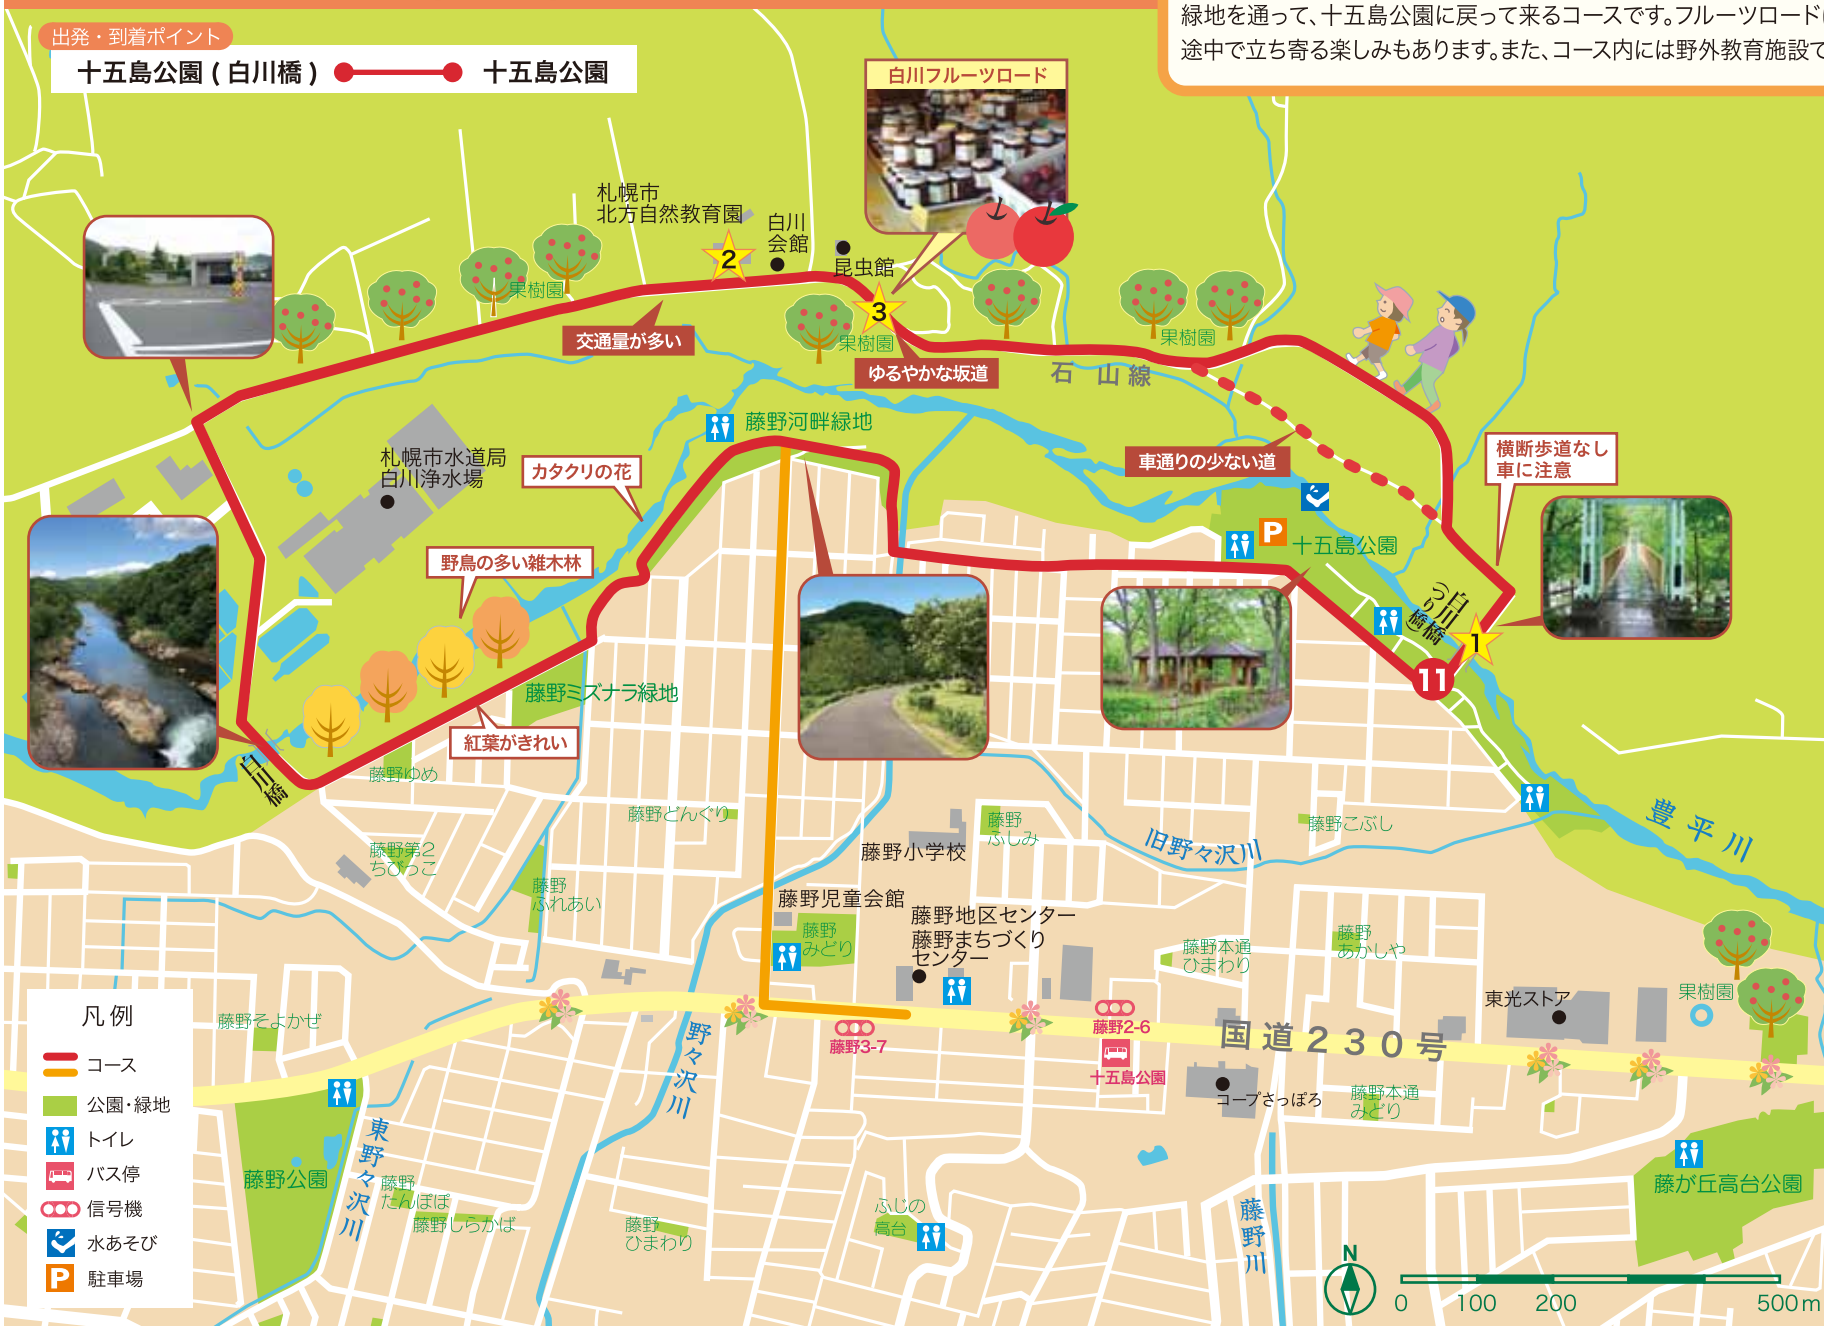 緑地を通って、十五島公園に戻って来るコースです。フルーツロード
途中で立ち寄る楽しみもあります。また、コース内には野外教育施設で
出発・到着ポイント
十五島公園 ( 白川橋 ) 十五島公園
白川フルーツロード
札幌市
北方自然教育園
白川
会館
昆虫館
2
3
果樹園
果樹園
果樹園
交通量が多い
ゆるやかな坂道
石山線
藤野河畔緑地
車通りの少ない道
横断歩道なし
車に注意
札幌市水道局
白川浄水場
カタクリの花
野鳥の多い雑木林
P
十五島公園
白川橋
(つり橋)
1
11
藤野ミズナラ緑地
紅葉がきれい
白川橋
藤野ゆめ
藤野どんぐり
藤野
ふしみ
藤野こぶし
豊平川
旧野々沢川
藤野第2
ちびっこ
藤野小学校
藤野
ふれあい
藤野児童会館
藤野地区センター
藤野まちづくり
センター
藤野
みどり
藤野本通
ひまわり
藤野
あかしや
東光ストア
果樹園
藤野2-6
藤野3-7
十五島公園
国道230号
野々沢川
コープさっぽろ
藤野本通
みどり
藤野そよかぜ
凡例
コース
公園・緑地
トイレ
バス停
信号機
水あそび
P 駐車場
藤野公園
東野々沢川
藤野
たんぽぽ
藤野しらかば
藤野
ひまわり
ふじの
高台
藤野川
藤が丘高台公園
N
0 100 200 500m